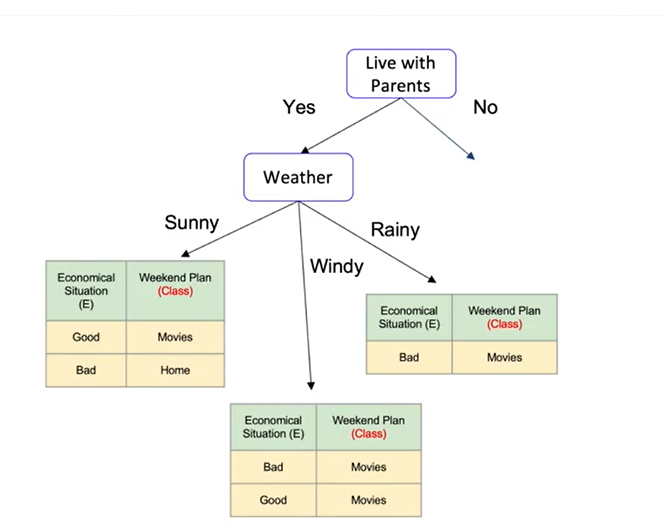 Live with
Parents
Yes
No
Weather
Sunny
Rainy
Windy
Economical
Situation
(E)
Weekend Plan
(Class)
Good
Movies
Bad
Home
Economical
Situation (E)
Weekend Plan
(Class)
Bad
Movies
Economical
Situation (E)
Weekend Plan
(Class)
Bad
Movies
Good
Movies